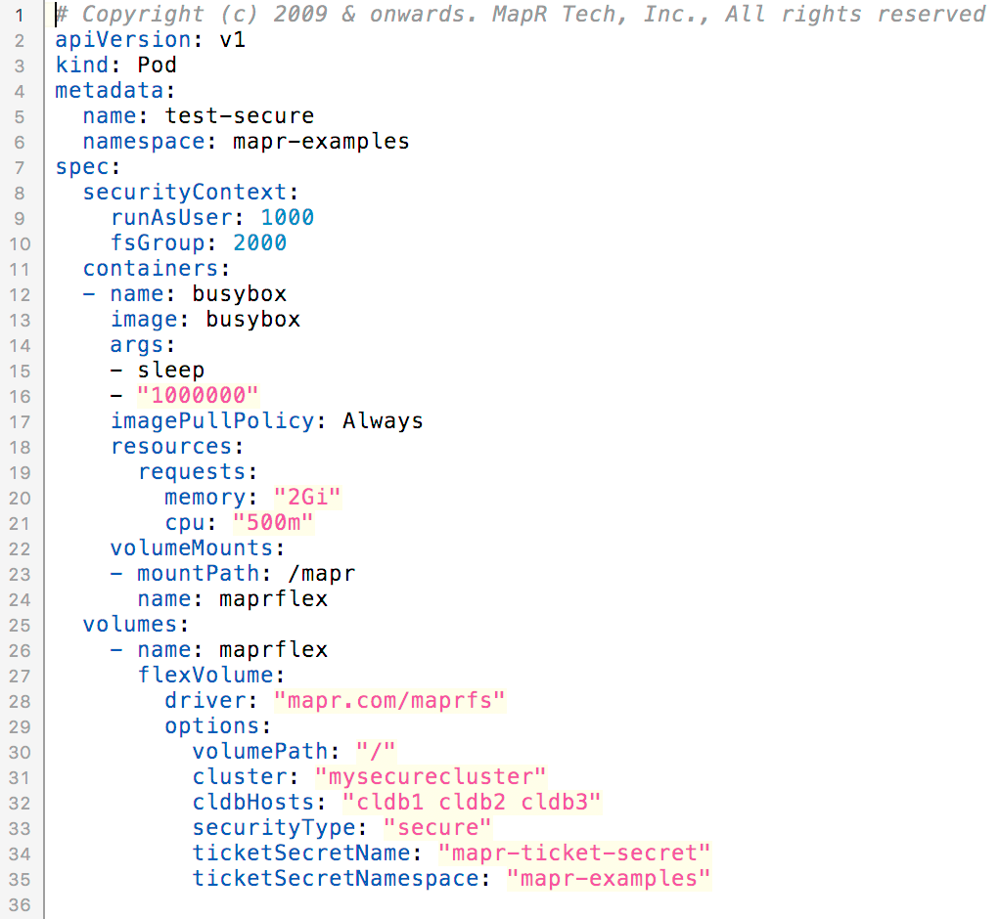 1 # Copyright (c) 2009 & onwards. MapR Tech, Inc., All rights reserved
2 apiVersion: v1
3 kind: Pod
4 metadata:
5   name: test-secure
6   namespace: mapr-examples
7 spec:
8   securityContext:
9     runAsUser: 1000
10     fsGroup: 2000
11   containers:
12   - name: busybox
13     image: busybox
14     args:
15     - sleep
16     - "1000000"
17     imagePullPolicy: Always
18     resources:
19       requests:
20         memory: "2Gi"
21         cpu: "500m"
22     volumeMounts:
23     - mountPath: /mapr
24       name: maprflex
25   volumes:
26     - name: maprflex
27       flexVolume:
28         driver: "mapr.com/maprfs"
29         options:
30           volumePath: "/"
31           cluster: "mysecurecluster"
32           cldbHosts: "cldb1 cldb2 cldb3"
33           securityType: "secure"
34           ticketSecretName: "mapr-ticket-secret"
35           ticketSecretNamespace: "mapr-examples"
36